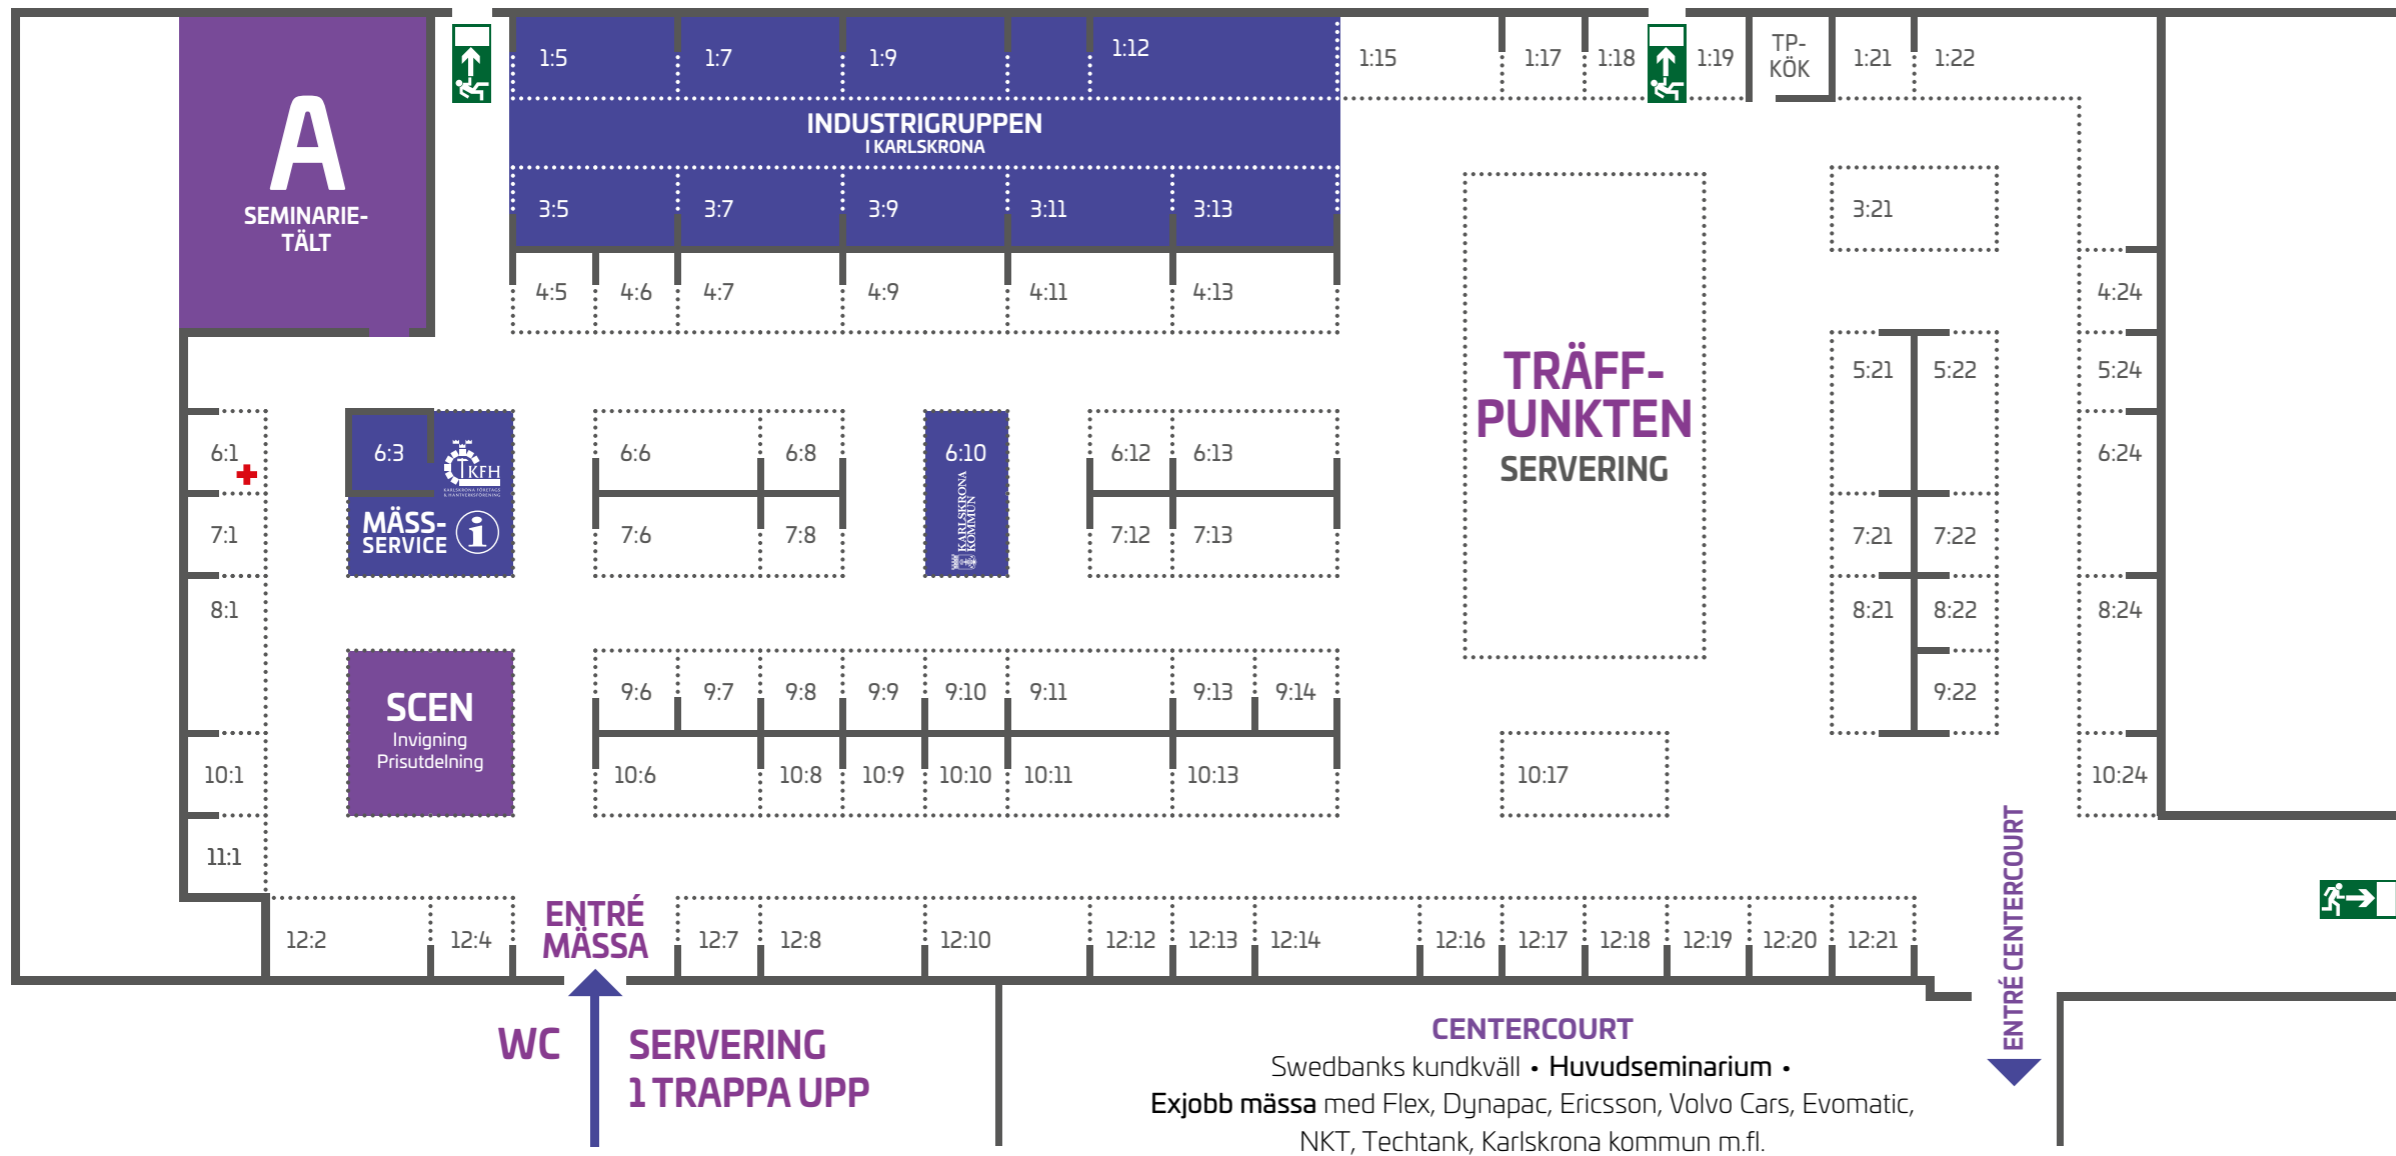 1:5
1:7
1:9
1:12
1:15
1:17
1:18
1:19
TP-
KÖK
1:21
1:22
A
SEMINARIE-
TÄLT
INDUSTRIGRUPPEN
I KARLSKRONA
3:5
3:7
3:9
3:11
3:13
3:21
4:5
4:6
4:7
4:9
4:11
4:13
4:24
TRÄFF-
PUNKTEN
SERVERING
5:21
5:22
5:24
6:1
6:3
KFH
KARLSKRONA FÖRETAGS
& HANTVERKSFÖRENING
6:6
6:8
6:10
KARLSKRONA
KOMMUN
6:12
6:13
6:24
7:1
MÄSS-
SERVICE
i
7:6
7:8
7:12
7:13
7:21
7:22
8:1
8:21
8:22
8:24
SCEN
Invigning
Prisutdelning
9:6
9:7
9:8
9:9
9:10
9:11
9:13
9:14
9:22
10:1
10:6
10:8
10:9
10:10
10:11
10:13
10:17
10:24
11:1
12:2
12:4
ENTRÉ
MÄSSA
12:7
12:8
12:10
12:12
12:13
12:14
12:16
12:17
12:18
12:19
12:20
12:21
ENTRÉ CENTERCOURT
WC
SERVERING
1 TRAPPA UPP
CENTERCOURT
Swedbanks kundkväll • Huvudseminarium •
Exjobb mässa med Flex, Dynapac, Ericsson, Volvo Cars, Evomatic,
NKT, Techtank, Karlskrona kommun m.fl.